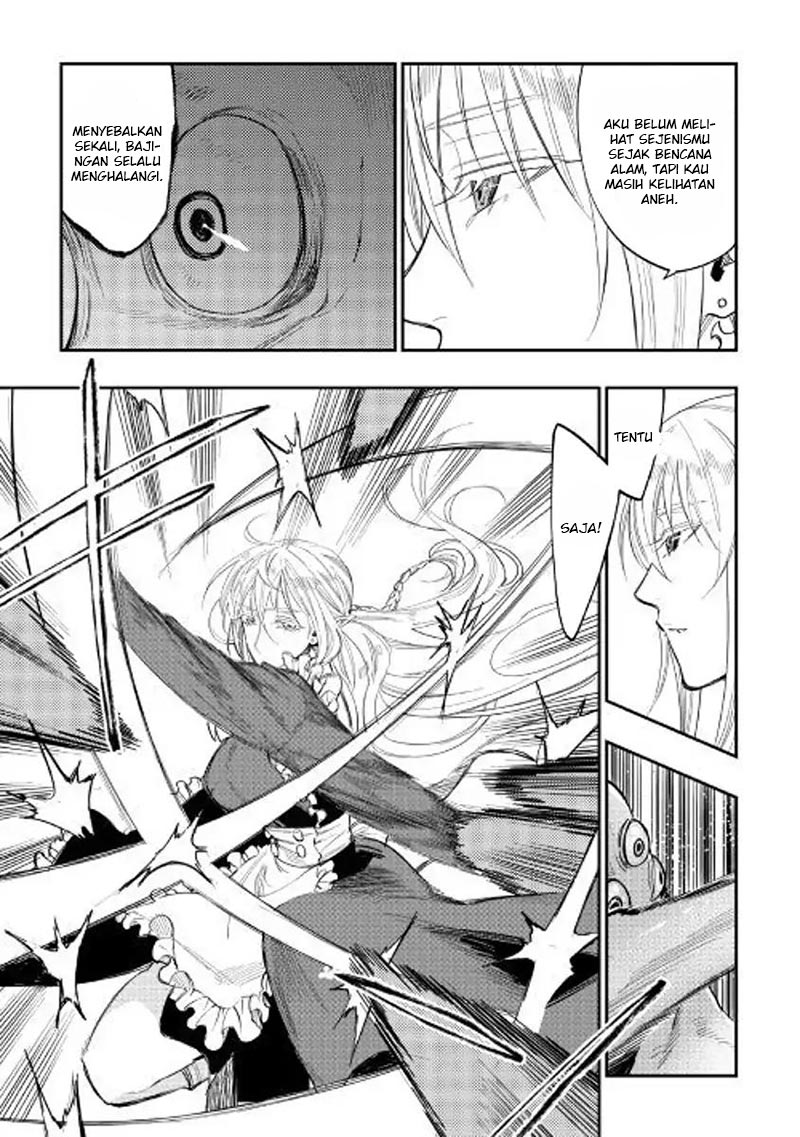 AKU BELUM MELI-
HAT SEJENISMU
SEJAK BENCANA
ALAM, TAPI KAU
MASIH KELIHATAN
ANEH.
MENYEBALKAN
SEKALI, BAJI-
NGAN SELALU
MENGHALANGI.
TENTU
SAJA!